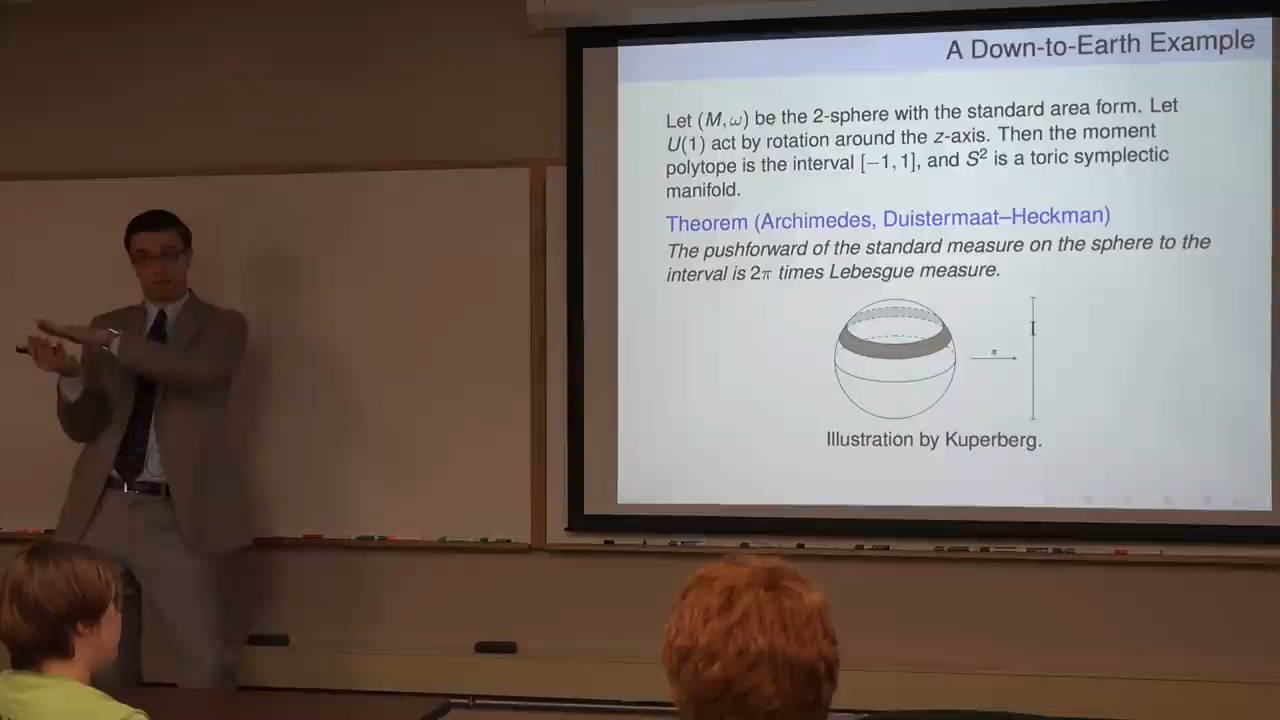 A Down-to-Earth Example
Let (M, ω) be the 2-sphere with the standard area form. Let
U(1) act by rotation around the z-axis. Then the moment
polytope is the interval [−1, 1], and S² is a toric symplectic
manifold.
Theorem (Archimedes, Duistermaat–Heckman)
The pushforward of the standard measure on the sphere to the
interval is 2π times Lebesgue measure.
π
Illustration by Kuperberg.